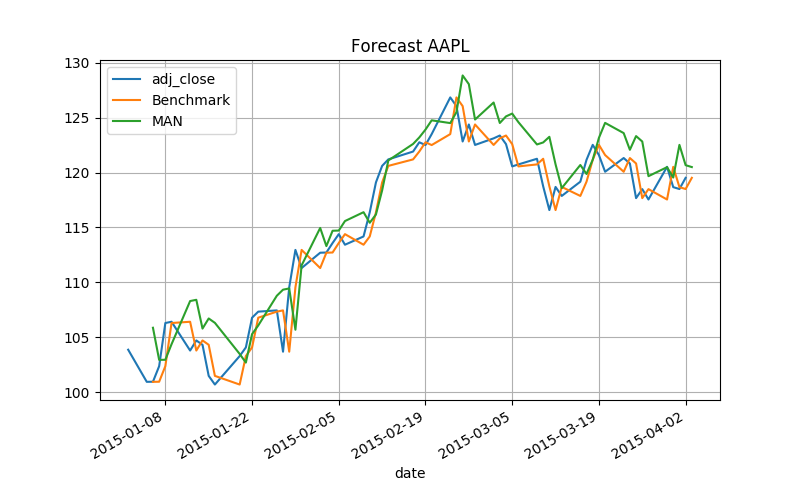 Forecast AAPL
130
125
120
115
110
105
100
adj_close
Benchmark
MAN
2015-01-08
2015-01-22
2015-02-05
2015-02-19
2015-03-05
2015-03-19
2015-04-02
date